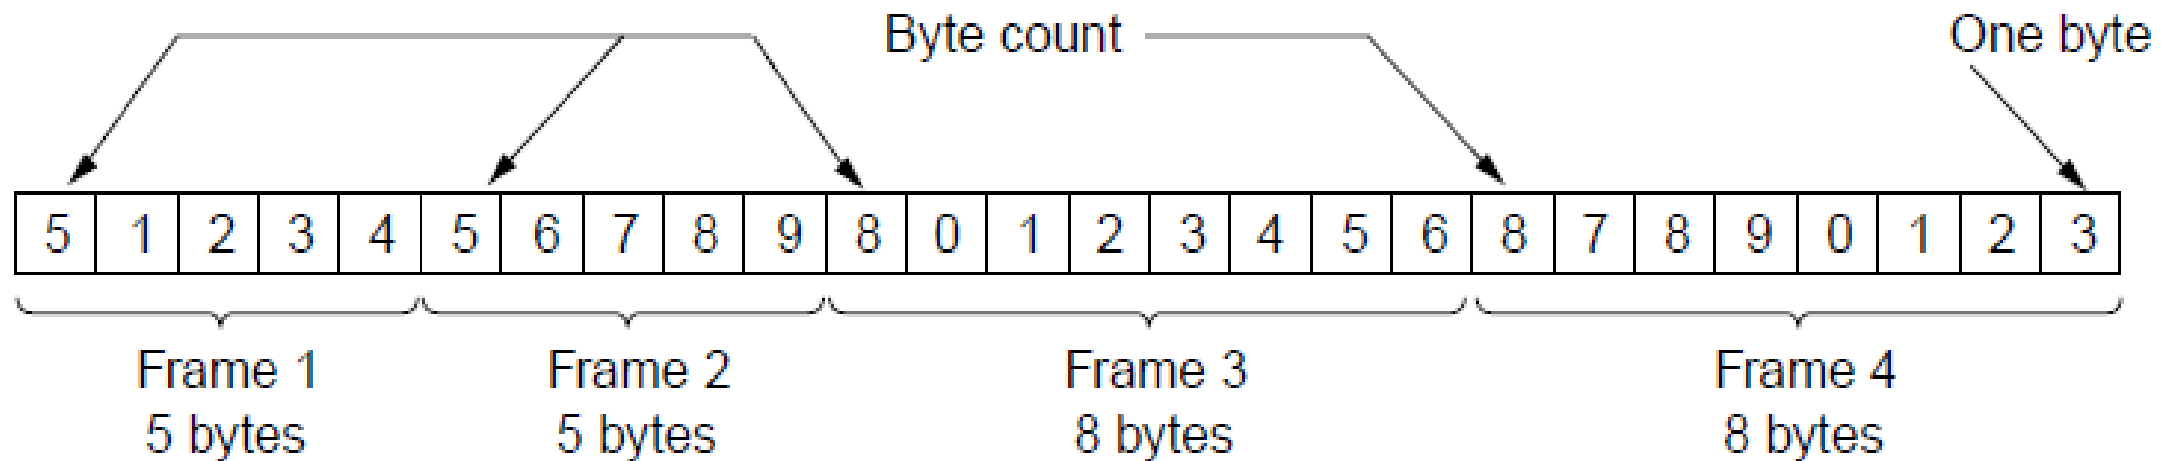 Byte count One byte
5 1 2 3 4 5 6 7 8 9 8 0 1 2 3 4 5 6 8 7 8 9 0 1 2 3
Frame 1 Frame 2 Frame 3 Frame 4
5 bytes 5 bytes 8 bytes 8 bytes